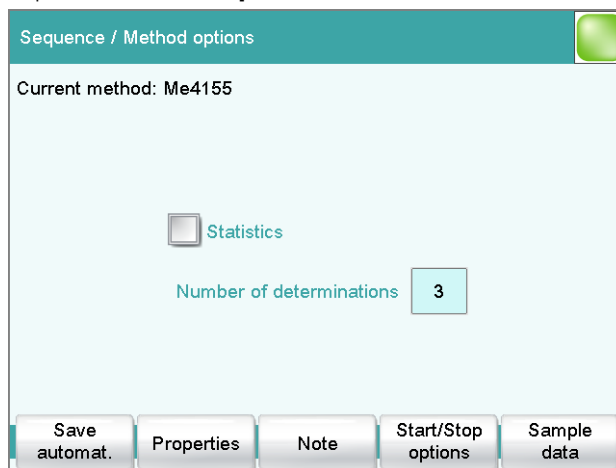 Sequence / Method options
Current method: Me4155
Statistics
Number of determinations 3
Save automat.
Properties
Note
Start/Stop options
Sample data